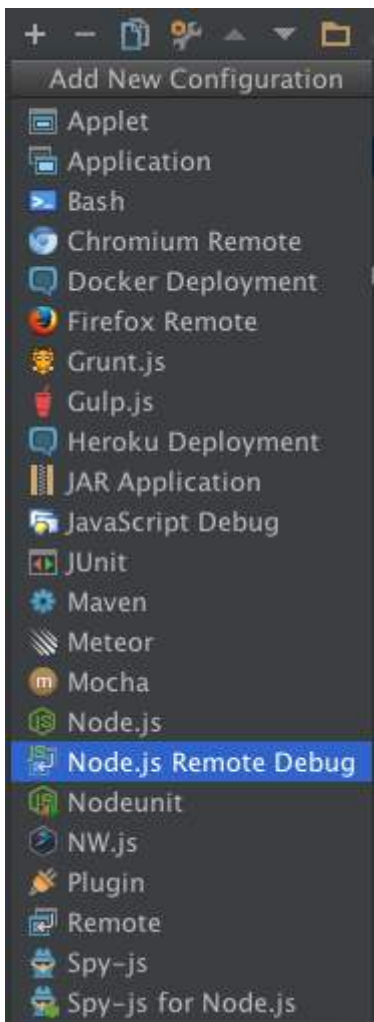 Add New Configuration
Applet
Application
Bash
Chromium Remote
Docker Deployment
Firefox Remote
Grunt.js
Gulp.js
Heroku Deployment
JAR Application
JavaScript Debug
JUnit
Maven
Meteor
Mocha
Node.js
Node.js Remote Debug
Nodeunit
NW.js
Plugin
Remote
Spy-js
Spy-js for Node.js